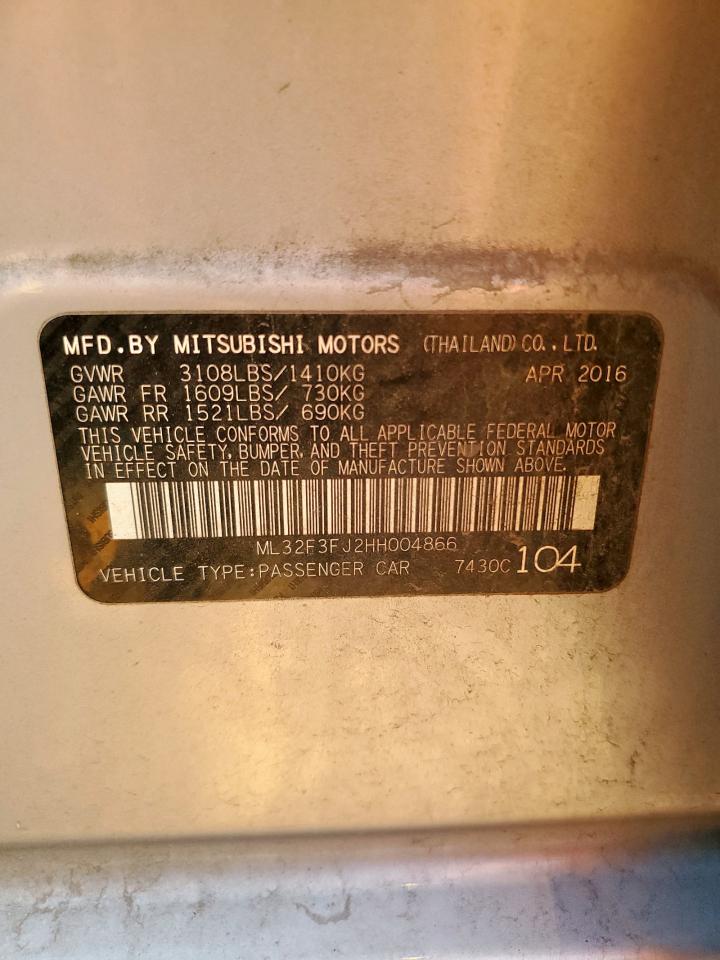 MFD.BY MITSUBISHI MOTORS (THAILAND) CO.,LTD.
GVWR 3108LBS/1410KG APR 2016
GAWR FR 1609LBS/ 730KG
GAWR RR 1521LBS/ 690KG
THIS VEHICLE CONFORMS TO ALL APPLICABLE FEDERAL MOTOR
VEHICLE SAFETY, BUMPER, AND THEFT PREVENTION STANDARDS
IN EFFECT ON THE DATE OF MANUFACTURE SHOWN ABOVE.
ML32F3FJ2HH004866
VEHICLE TYPE:PASSENGER CAR 7430C 104